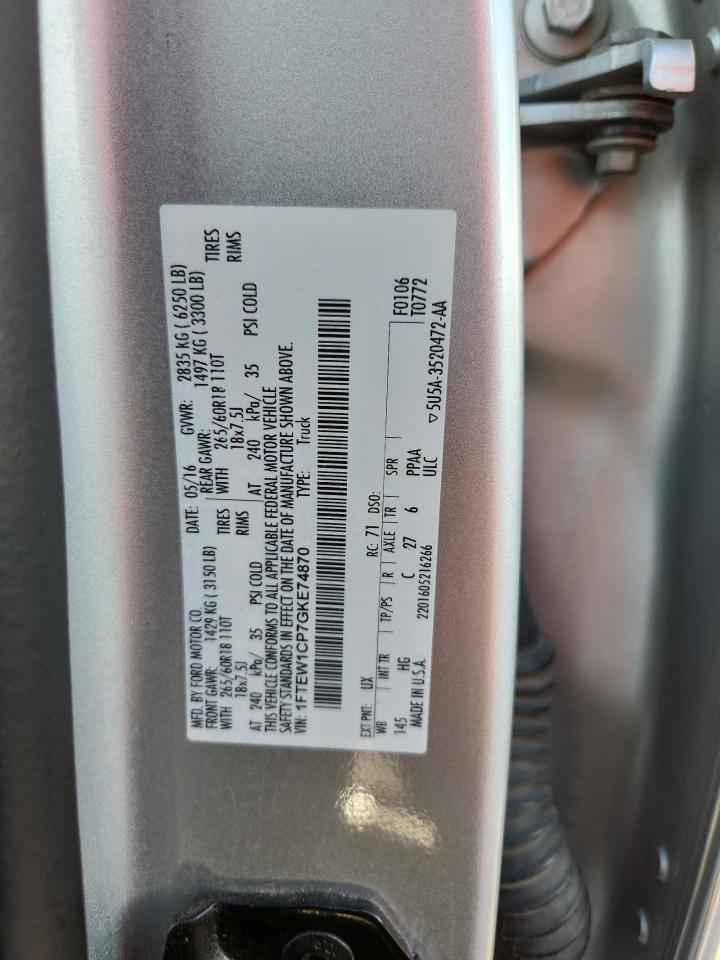 MFD. BY FORD MOTOR CO. DATE: 05/16 GVWR: 2835 KG ( 6250 LB)
FRONT GAWR: 1429 KG ( 3150 LB) REAR GAWR: 1497 KG ( 3300 LB)
WITH 265/60R18 110T TIRES WITH 265/60R18 110T TIRES
18x7.5J RIMS 18x7.5J RIMS
AT 240 kPa/ 35 PSI COLD AT 240 kPa/ 35 PSI COLD
THIS VEHICLE CONFORMS TO ALL APPLICABLE FEDERAL MOTOR VEHICLE
SAFETY STANDARDS IN EFFECT ON THE DATE OF MANUFACTURE SHOWN ABOVE.
VIN: 1FTEW1CP7GKE74870 TYPE: Truck
EXT PNT: UX RC: 71 DSO: F0106
WB INT TR TP/PS R AXLE TR SPR T0772
145 HG C 27 6 PPAA
MADE IN U.S.A. 2201605216266 ULC ▽5U5A-3520472-AA